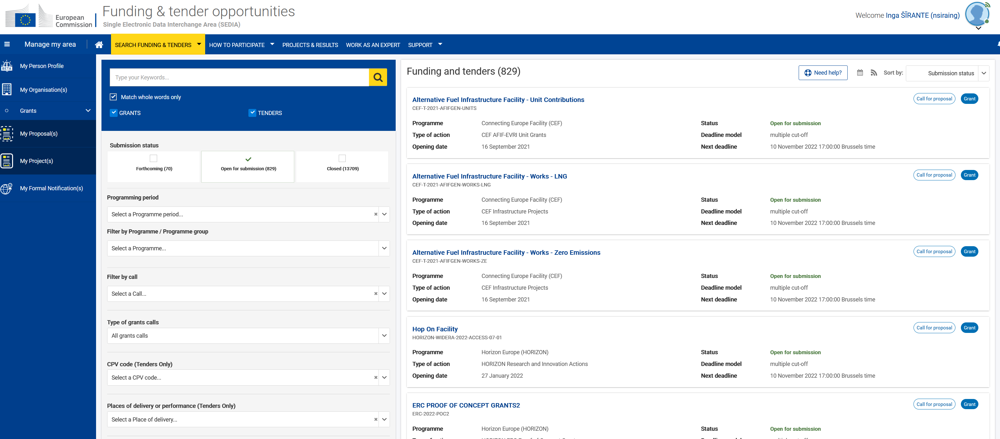 European
Commission
Funding & tender opportunities
Single Electronic Data Interchange Area (SEDIA)
Welcome Inga ŠĪRANTE (nsiraing)
Manage my area
SEARCH FUNDING & TENDERS
HOW TO PARTICIPATE
PROJECTS & RESULTS
WORK AS AN EXPERT
SUPPORT
BETA
My Person Profile
My Organisation(s)
Grants
My Proposal(s)
My Project(s)
My Formal Notification(s)
Type your Keywords...
Match whole words only
GRANTS
TENDERS
Submission status
Forthcoming (70)
Open for submission (829)
Closed (13709)
Programming period
Select a Programme period...
Filter by Programme / Programme group
Select a Programme...
Filter by call
Select a Call...
Type of grants calls
All grants calls
CPV code (Tenders Only)
Select a CPV code...
Places of delivery or performance (Tenders Only)
Select a Place of delivery...
Funding and tenders (829)
Need help?
Sort by:
Submission status
Alternative Fuel Infrastructure Facility - Unit Contributions
Call for proposal Grant
CEF-T-2021-AFIFGEN-UNITS
Programme Connecting Europe Facility (CEF) Status Open for submission
Type of action CEF AFIF-EVRI Unit Grants Deadline model multiple cut-off
Opening date 16 September 2021 Next deadline 10 November 2022 17:00:00 Brussels time
Alternative Fuel Infrastructure Facility - Works - LNG
Call for proposal Grant
CEF-T-2021-AFIFGEN-WORKS-LNG
Programme Connecting Europe Facility (CEF) Status Open for submission
Type of action CEF Infrastructure Projects Deadline model multiple cut-off
Opening date 16 September 2021 Next deadline 10 November 2022 17:00:00 Brussels time
Alternative Fuel Infrastructure Facility - Works - Zero Emissions
Call for proposal Grant
CEF-T-2021-AFIFGEN-WORKS-ZE
Programme Connecting Europe Facility (CEF) Status Open for submission
Type of action CEF Infrastructure Projects Deadline model multiple cut-off
Opening date 16 September 2021 Next deadline 10 November 2022 17:00:00 Brussels time
Hop On Facility
Call for proposal Grant
HORIZON-WIDERA-2022-ACCESS-07-01
Programme Horizon Europe (HORIZON) Status Open for submission
Type of action HORIZON Research and Innovation Actions Deadline model multiple cut-off
Opening date 27 January 2022 Next deadline 10 November 2022 17:00:00 Brussels time
ERC PROOF OF CONCEPT GRANTS2
Call for proposal Grant
ERC-2022-POC2
Programme Horizon Europe (HORIZON) Status Open for submission